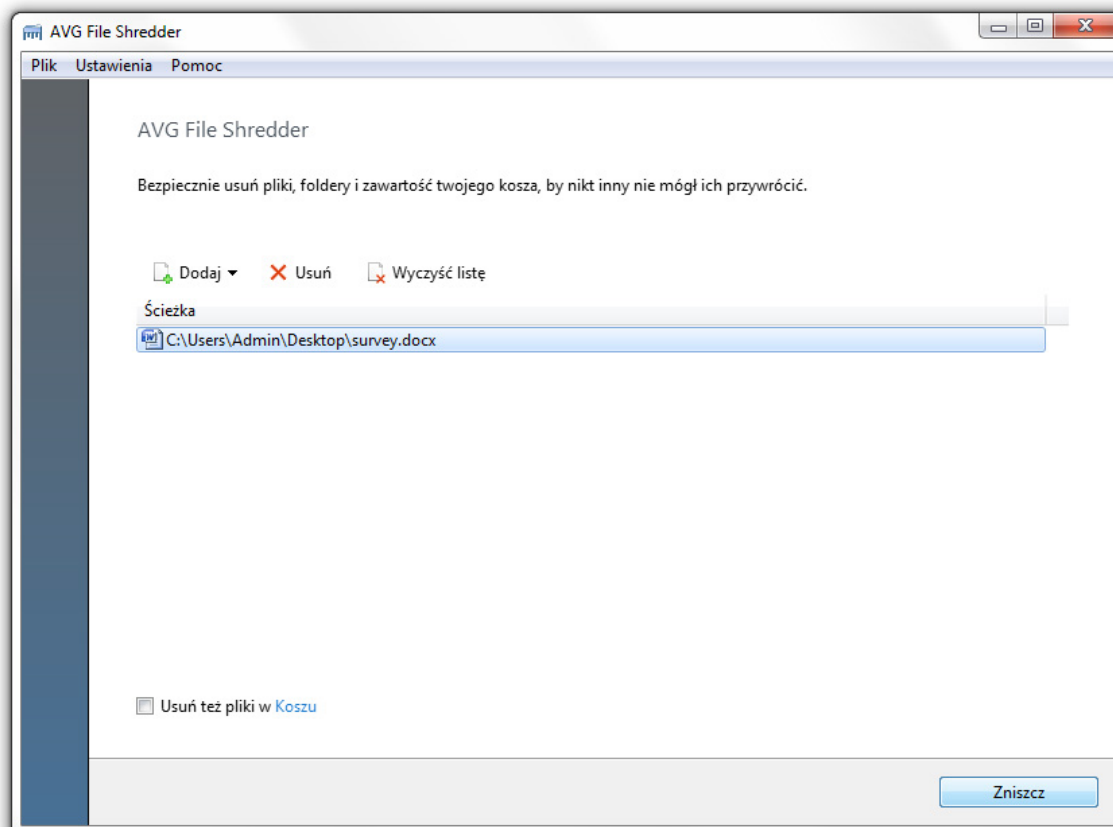 AVG File Shredder
Plik Ustawienia Pomoc
AVG File Shredder
Bezpiecznie usuń pliki, foldery i zawartość twojego kosza, by nikt inny nie mógł ich przywrócić.
Dodaj Usuń Wyczyść listę
Ścieżka
C:\Users\Admin\Desktop\survey.docx
Usuń też pliki w Koszu
Zniszcz